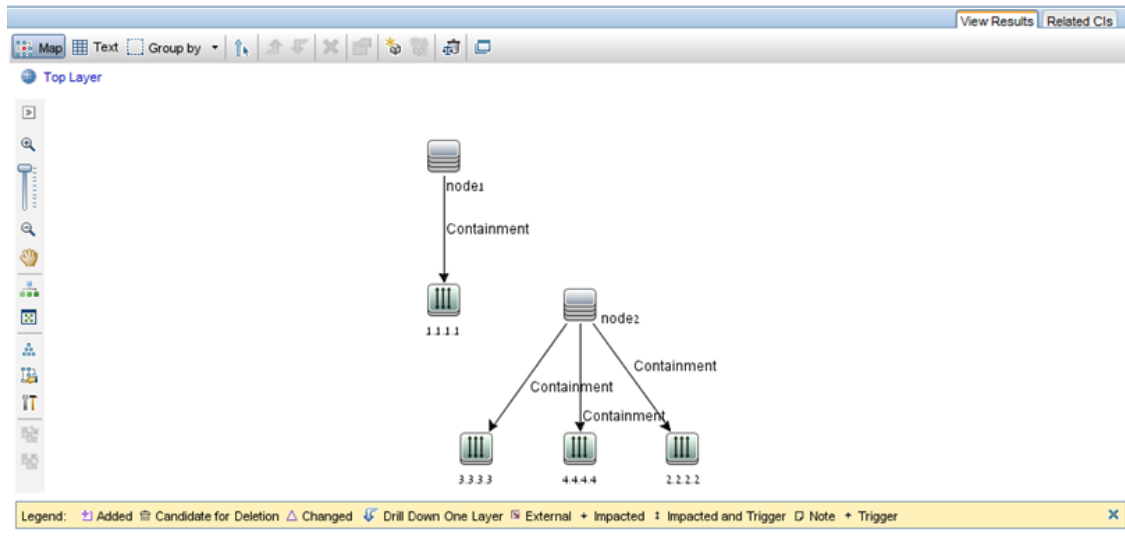 View Results Related CIs
Map Text Group by
Top Layer
node1
Containment
1.1.1.1
node2
Containment
Containment
Containment
3.3.3.3 4.4.4.4 2.2.2.2
Legend: Added Candidate for Deletion Changed Drill Down One Layer External Impacted Impacted and Trigger Note Trigger